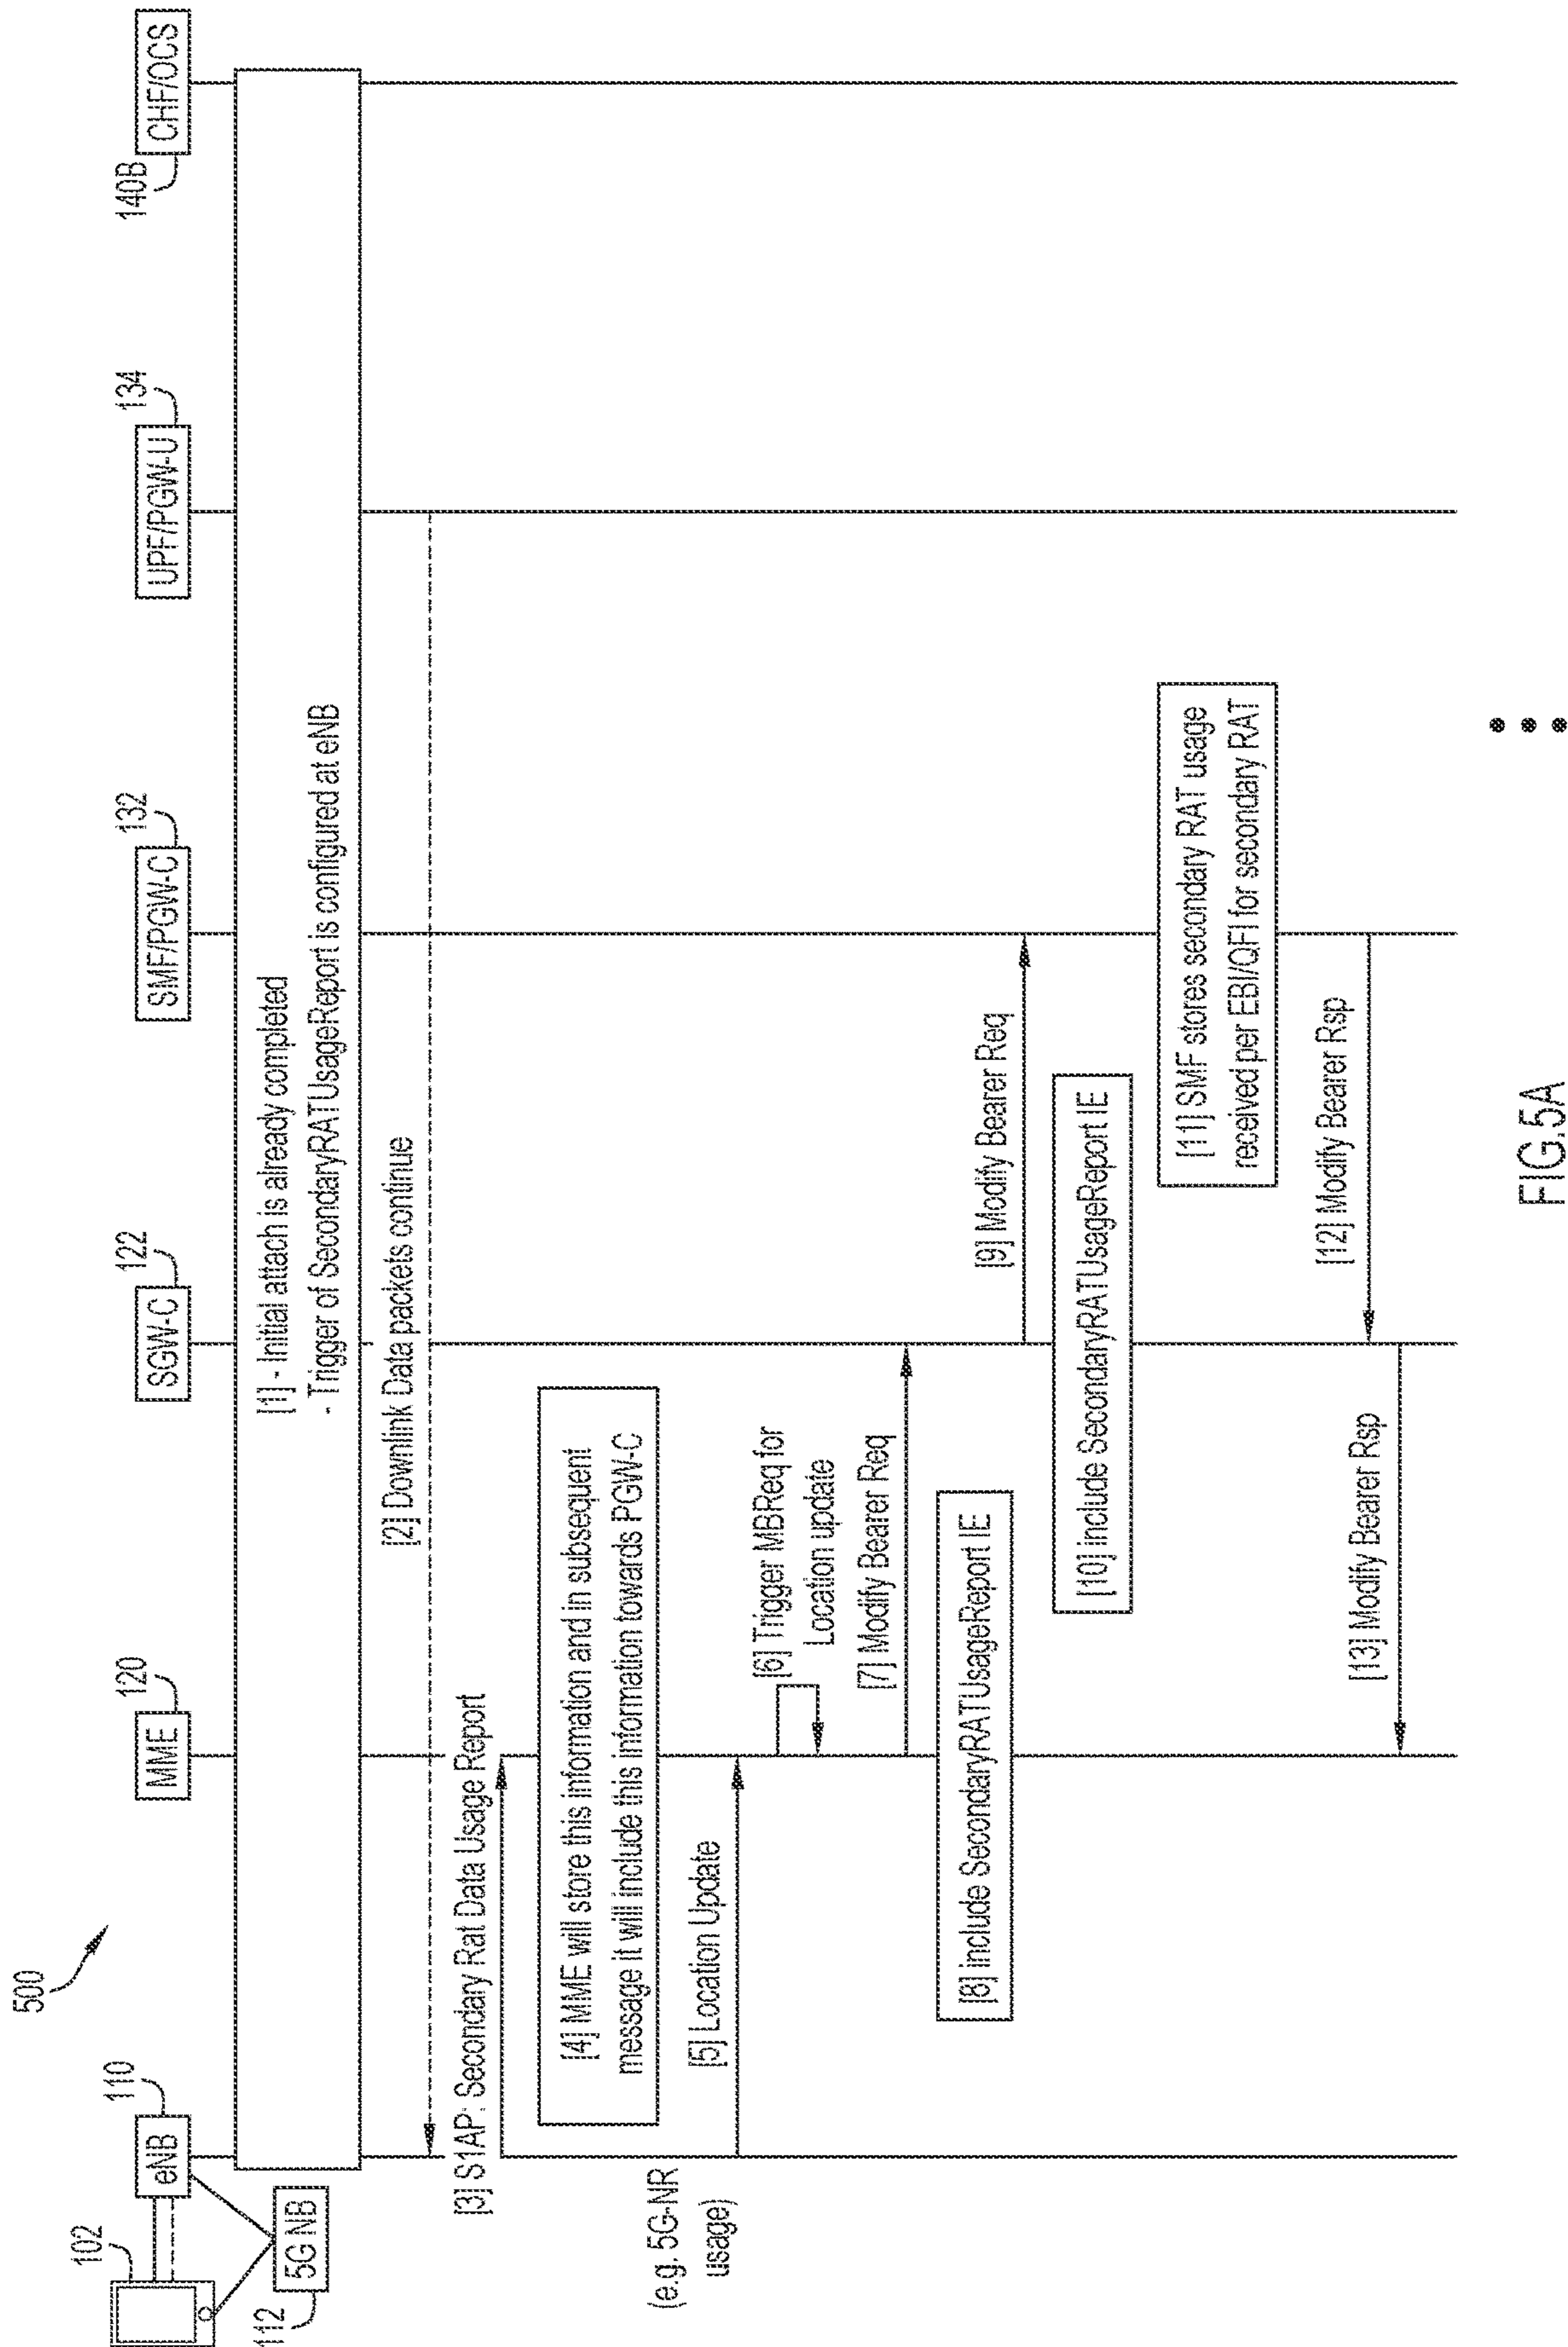 500
102
110
120
122
132
134
140B
eNB
MME
SGW-C
SMF/PGW-C
UPF/PGW-U
CHF/OCS
5G NB
112
[1] - Initial attach is already completed
- Trigger of SecondaryRATUsageReport is configured at eNB
[2] Downlink Data packets continue
[3] S1AP: Secondary Rat Data Usage Report
(e.g. 5G-NR
usage)
[4] MME will store this information and in subsequent
message it will include this information towards PGW-C
[5] Location Update
[6] Trigger MBReq for
Location update
[7] Modify Bearer Req
[8] include SecondaryRATUsageReport IE
[9] Modify Bearer Req
[10] include SecondaryRATUsageReport IE
[11] SMF stores secondary RAT usage
received per EBI/QFI for secondary RAT
[12] Modify Bearer Rsp
[13] Modify Bearer Rsp
FIG.5A